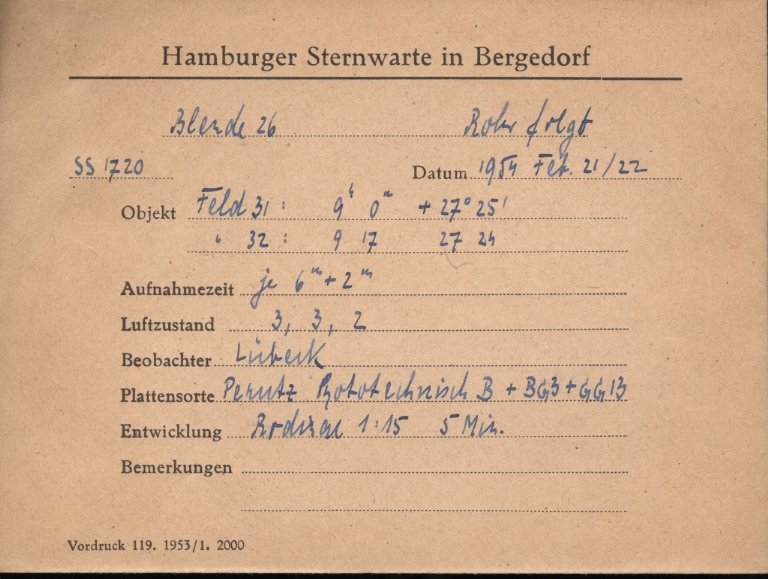 Hamburger Sternwarte in Bergedorf
Blende 26 Rohr folgt
SS 1720 Datum 1954 Feb. 21/22
Objekt Feld 31 : 9ʰ 0ᵐ + 27° 25'
" 32 : 9 17 27 24
Aufnahmezeit je 6ᵐ + 2ᵐ
Luftzustand 3, 3, 2
Beobachter Lübeck
Plattensorte Perutz Phototechnisch B + BG3 + GG13
Entwicklung Rodinal 1:15 5 Min.
Bemerkungen
Vordruck 119. 1953/1. 2000